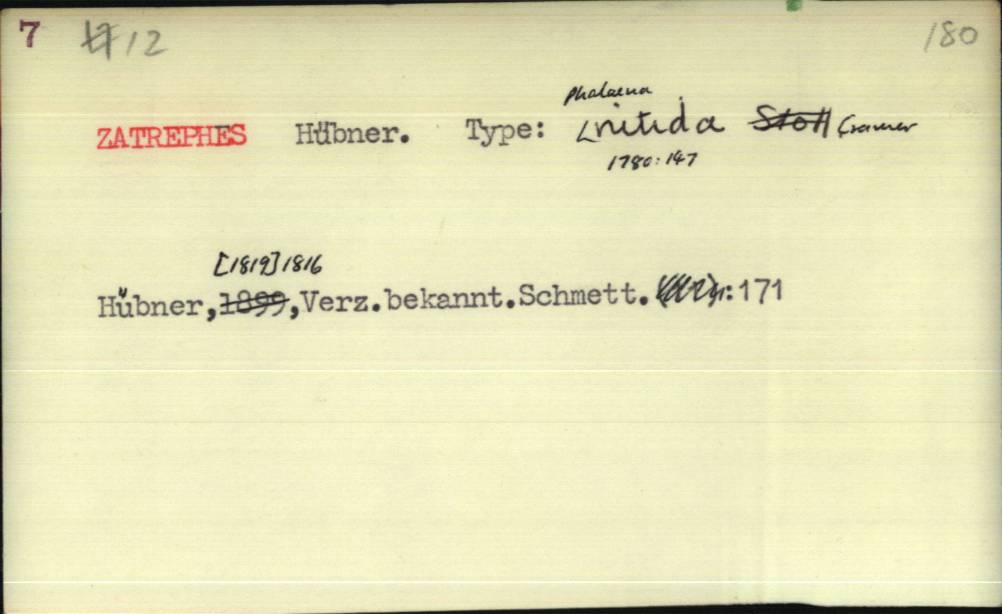 7 17 12 180
Phalaena
ZATREPHES Hübner. Type: nitida Stoll Cramer
1780:147
[1819]1816
Hübner,1899,Verz.bekannt.Schmett. :171